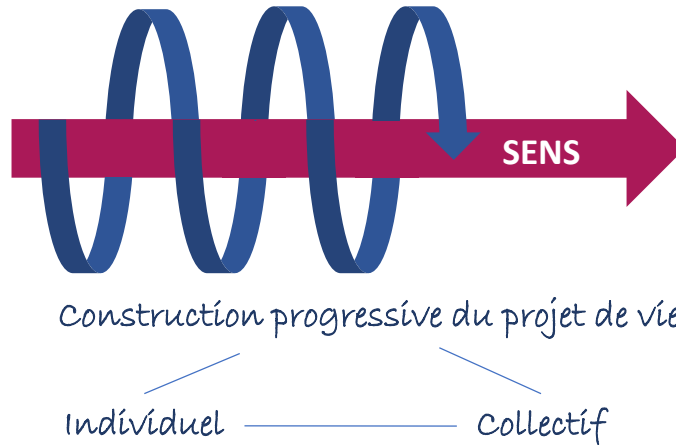 SENS
Construction progressive du projet de vie
Individuel
Collectif